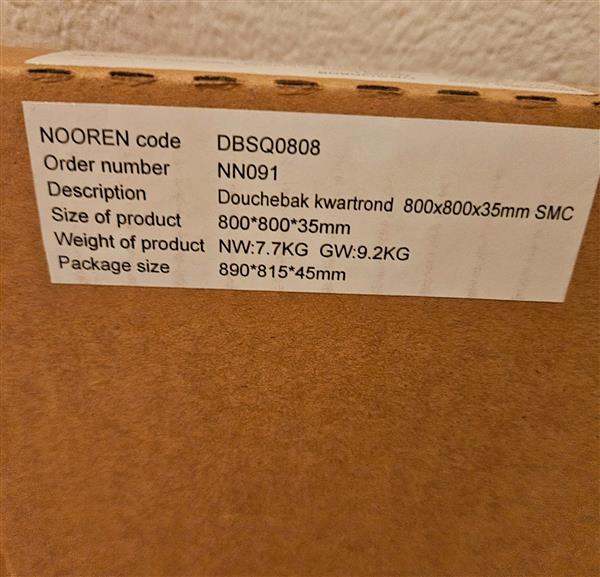 NOOREN code DBSQ0808
Order number NN091
Description Douchebak kwartrond 800x800x35mm SMC
Size of product 800*800*35mm
Weight of product NW:7.7KG GW:9.2KG
Package size 890*815*45mm